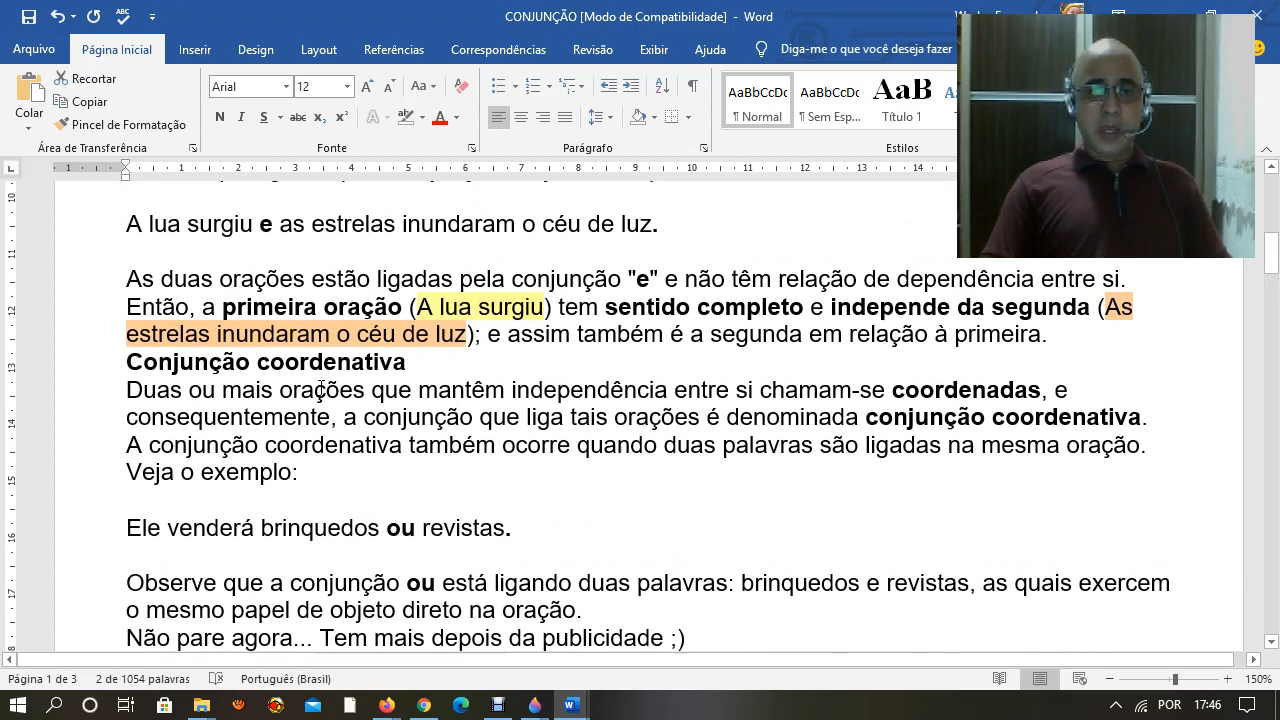 CONJUNÇÃO [Modo de Compatibilidade] - Word
Arquivo Página Inicial Inserir Design Layout Referências Correspondências Revisão Exibir Ajuda Diga-me o que você deseja fazer
Colar
Recortar
Copiar
Pincel de Formatação
Área de Transferência
Arial 12
Fonte
Parágrafo
AaBbCcDc AaBbCcDc AaB
¶ Normal ¶ Sem Esp... Título 1
Estilos
A lua surgiu e as estrelas inundaram o céu de luz.
As duas orações estão ligadas pela conjunção "e" e não têm relação de dependência entre si.
Então, a primeira oração (A lua surgiu) tem sentido completo e independe da segunda (As
estrelas inundaram o céu de luz); e assim também é a segunda em relação à primeira.
Conjunção coordenativa
Duas ou mais orações que mantêm independência entre si chamam-se coordenadas, e
consequentemente, a conjunção que liga tais orações é denominada conjunção coordenativa.
A conjunção coordenativa também ocorre quando duas palavras são ligadas na mesma oração.
Veja o exemplo:
Ele venderá brinquedos ou revistas.
Observe que a conjunção ou está ligando duas palavras: brinquedos e revistas, as quais exercem
o mesmo papel de objeto direto na oração.
Não pare agora... Tem mais depois da publicidade ;)
Página 1 de 3 2 de 1054 palavras Português (Brasil) 150%
POR 17:46